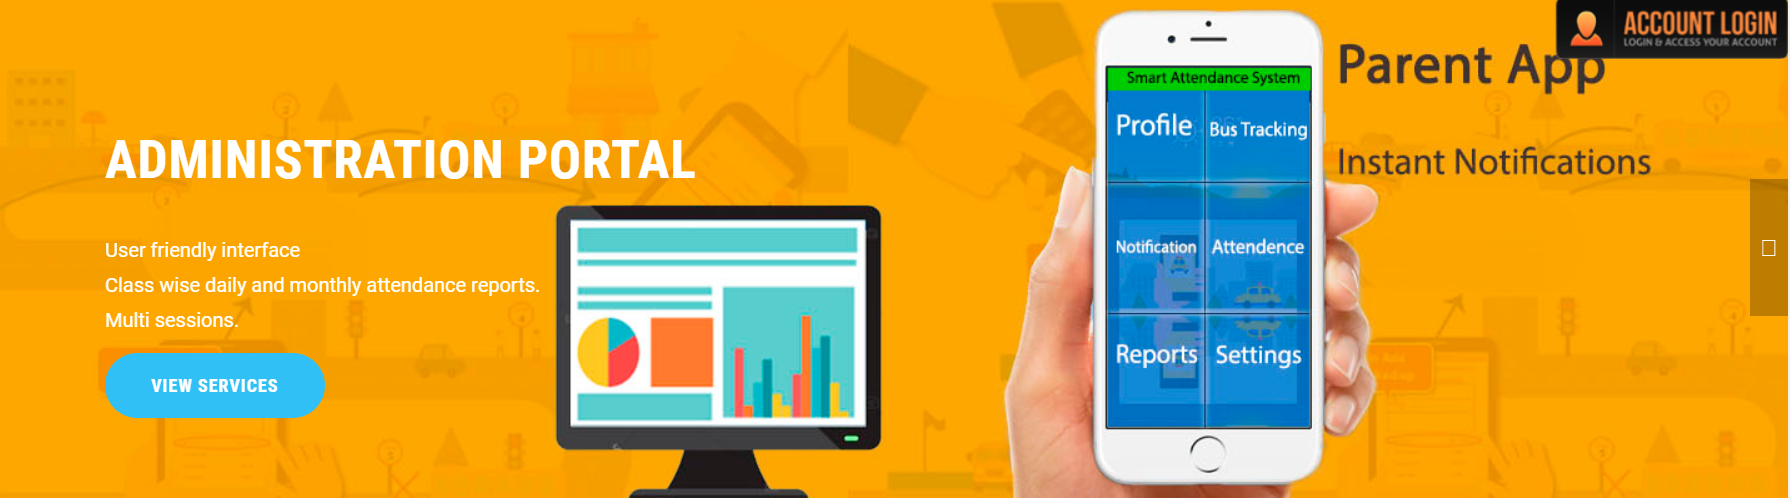 ADMINISTRATION PORTAL
User friendly interface
Class wise daily and monthly attendance reports.
Multi sessions.
VIEW SERVICES
Smart Attendance System
Profile
Bus Tracking
Notification
Attendence
Reports
Settings
ACCOUNT LOGIN
LOGIN & ACCESS YOUR ACCOUNT
Parent App
Instant Notifications